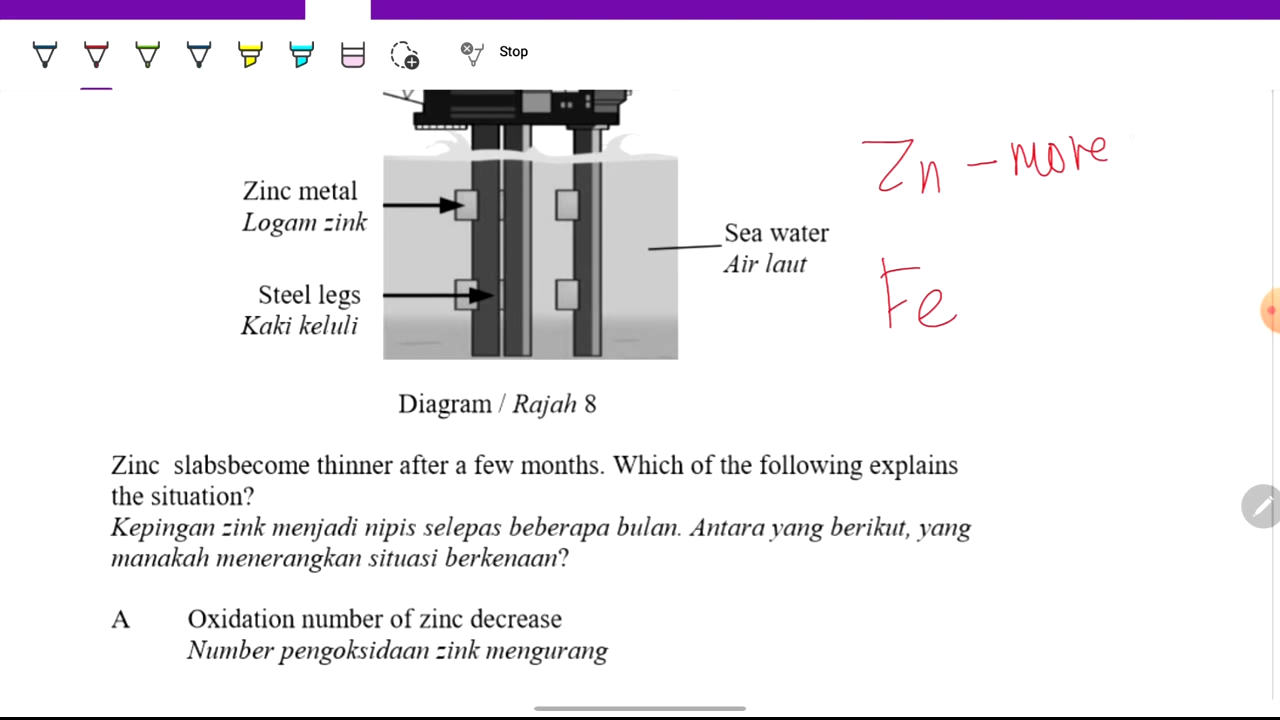 Stop
Zinc metal
Logam zink
Zn - more
Sea water
Air laut
Steel legs
Kaki keluli
Fe
Diagram / Rajah 8
Zinc slabsbecome thinner after a few months. Which of the following explains
the situation?
Kepingan zink menjadi nipis selepas beberapa bulan. Antara yang berikut, yang
manakah menerangkan situasi berkenaan?
A Oxidation number of zinc decrease
Number pengoksidaan zink mengurang